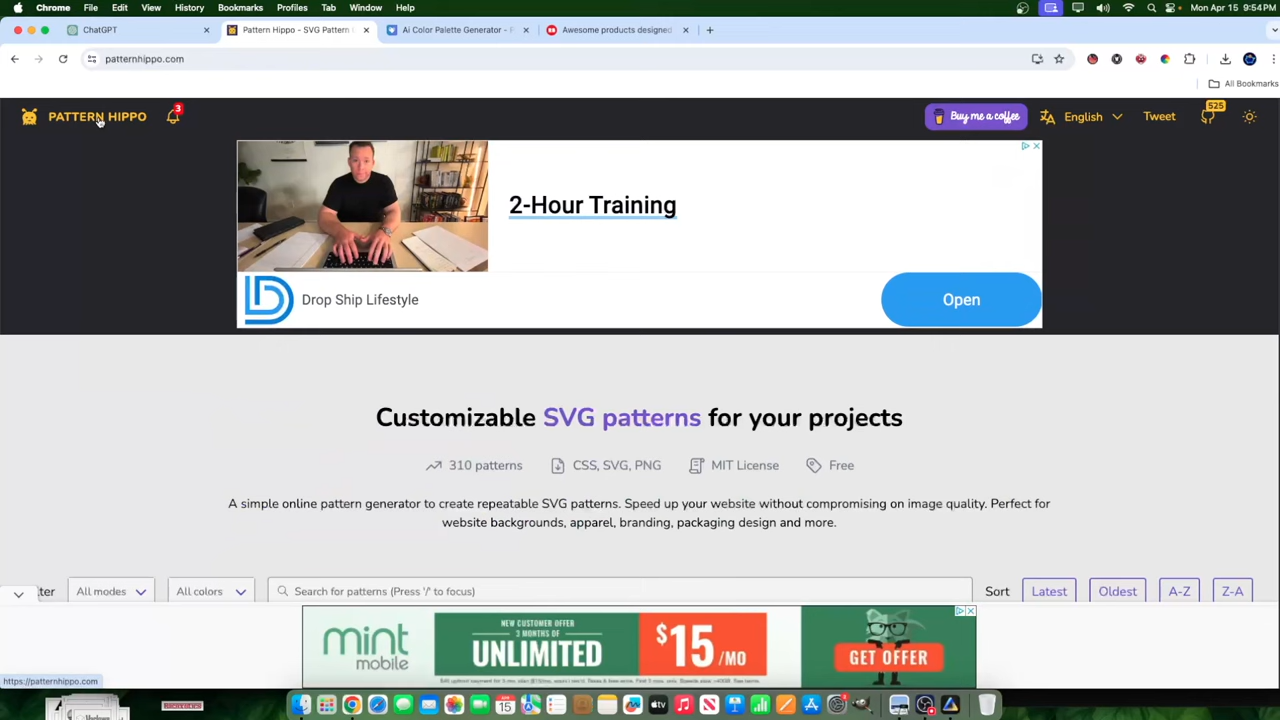 Chrome File Edit View History Bookmarks Profiles Tab Window Help Mon Apr 15 9:54 PM
ChatGPT Pattern Hippo - SVG Pattern Ai Color Palette Generator - Awesome products designed
patternhippo.com
All Bookmarks
PATTERN HIPPO 3 Buy me a coffee English Tweet 525
2-Hour Training
Drop Ship Lifestyle Open
Customizable SVG patterns for your projects
310 patterns CSS, SVG, PNG MIT License Free
A simple online pattern generator to create repeatable SVG patterns. Speed up your website without compromising on image quality. Perfect for
website backgrounds, apparel, branding, packaging design and more.
All modes All colors Search for patterns (Press '/' to focus) Sort Latest Oldest A-Z Z-A
mint mobile
NEW CUSTOMER OFFER
3 MONTHS OF
UNLIMITED
$15/MO
GET OFFER
https://patternhippo.com